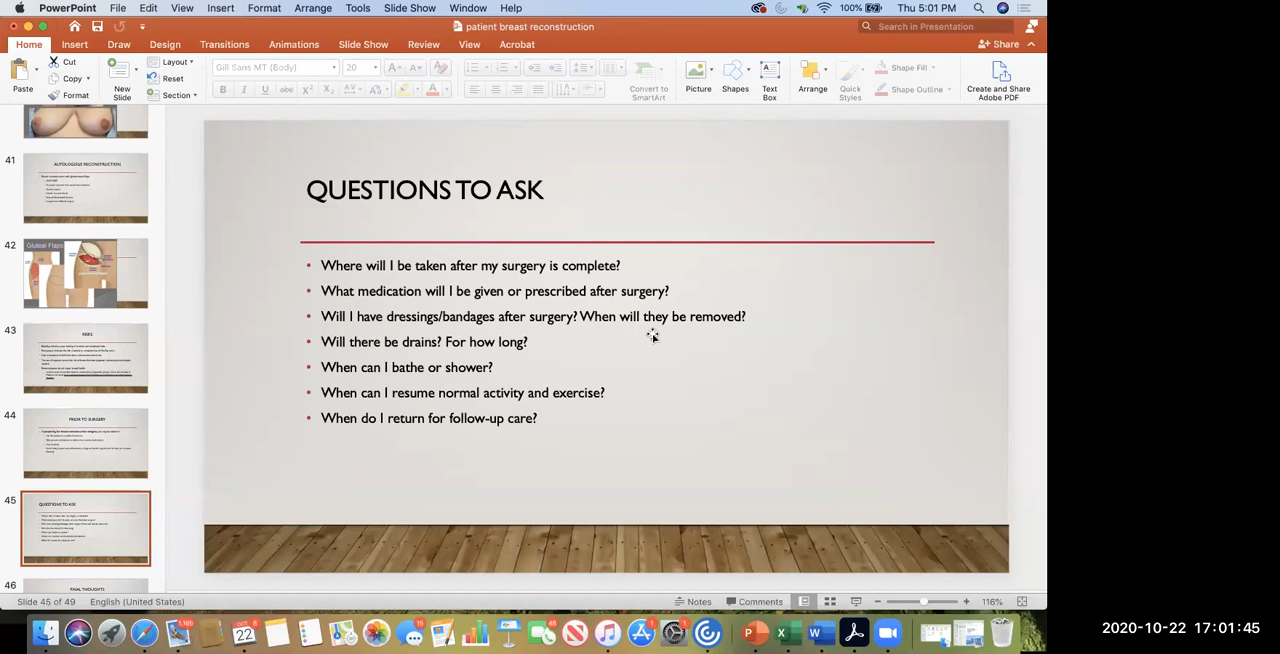 PowerPoint File Edit View Insert Format Arrange Tools Slide Show Window Help 100% Thu 5:01 PM
patient breast reconstruction
Search in Presentation
Home Insert Draw Design Transitions Animations Slide Show Review View Acrobat
Share
Paste
Cut
Copy
Format
New Slide
Layout
Reset
Section
Gill Sans MT (Body) 20
Convert to SmartArt
Picture
Shapes
Text Box
Arrange
Quick Styles
Shape Fill
Shape Outline
Create and Share Adobe PDF
41
AUTOLOGOUS RECONSTRUCTION
42
Gluteal Flaps
43
RISKS
44
PRIOR TO SURGERY
45
QUESTIONS TO ASK
46
FINAL THOUGHTS
QUESTIONS TO ASK
• Where will I be taken after my surgery is complete?
• What medication will I be given or prescribed after surgery?
• Will I have dressings/bandages after surgery? When will they be removed?
• Will there be drains? For how long?
• When can I bathe or shower?
• When can I resume normal activity and exercise?
• When do I return for follow-up care?
Slide 45 of 49 English (United States) Notes Comments 116%
OCT
22
2020-10-22 17:01:45